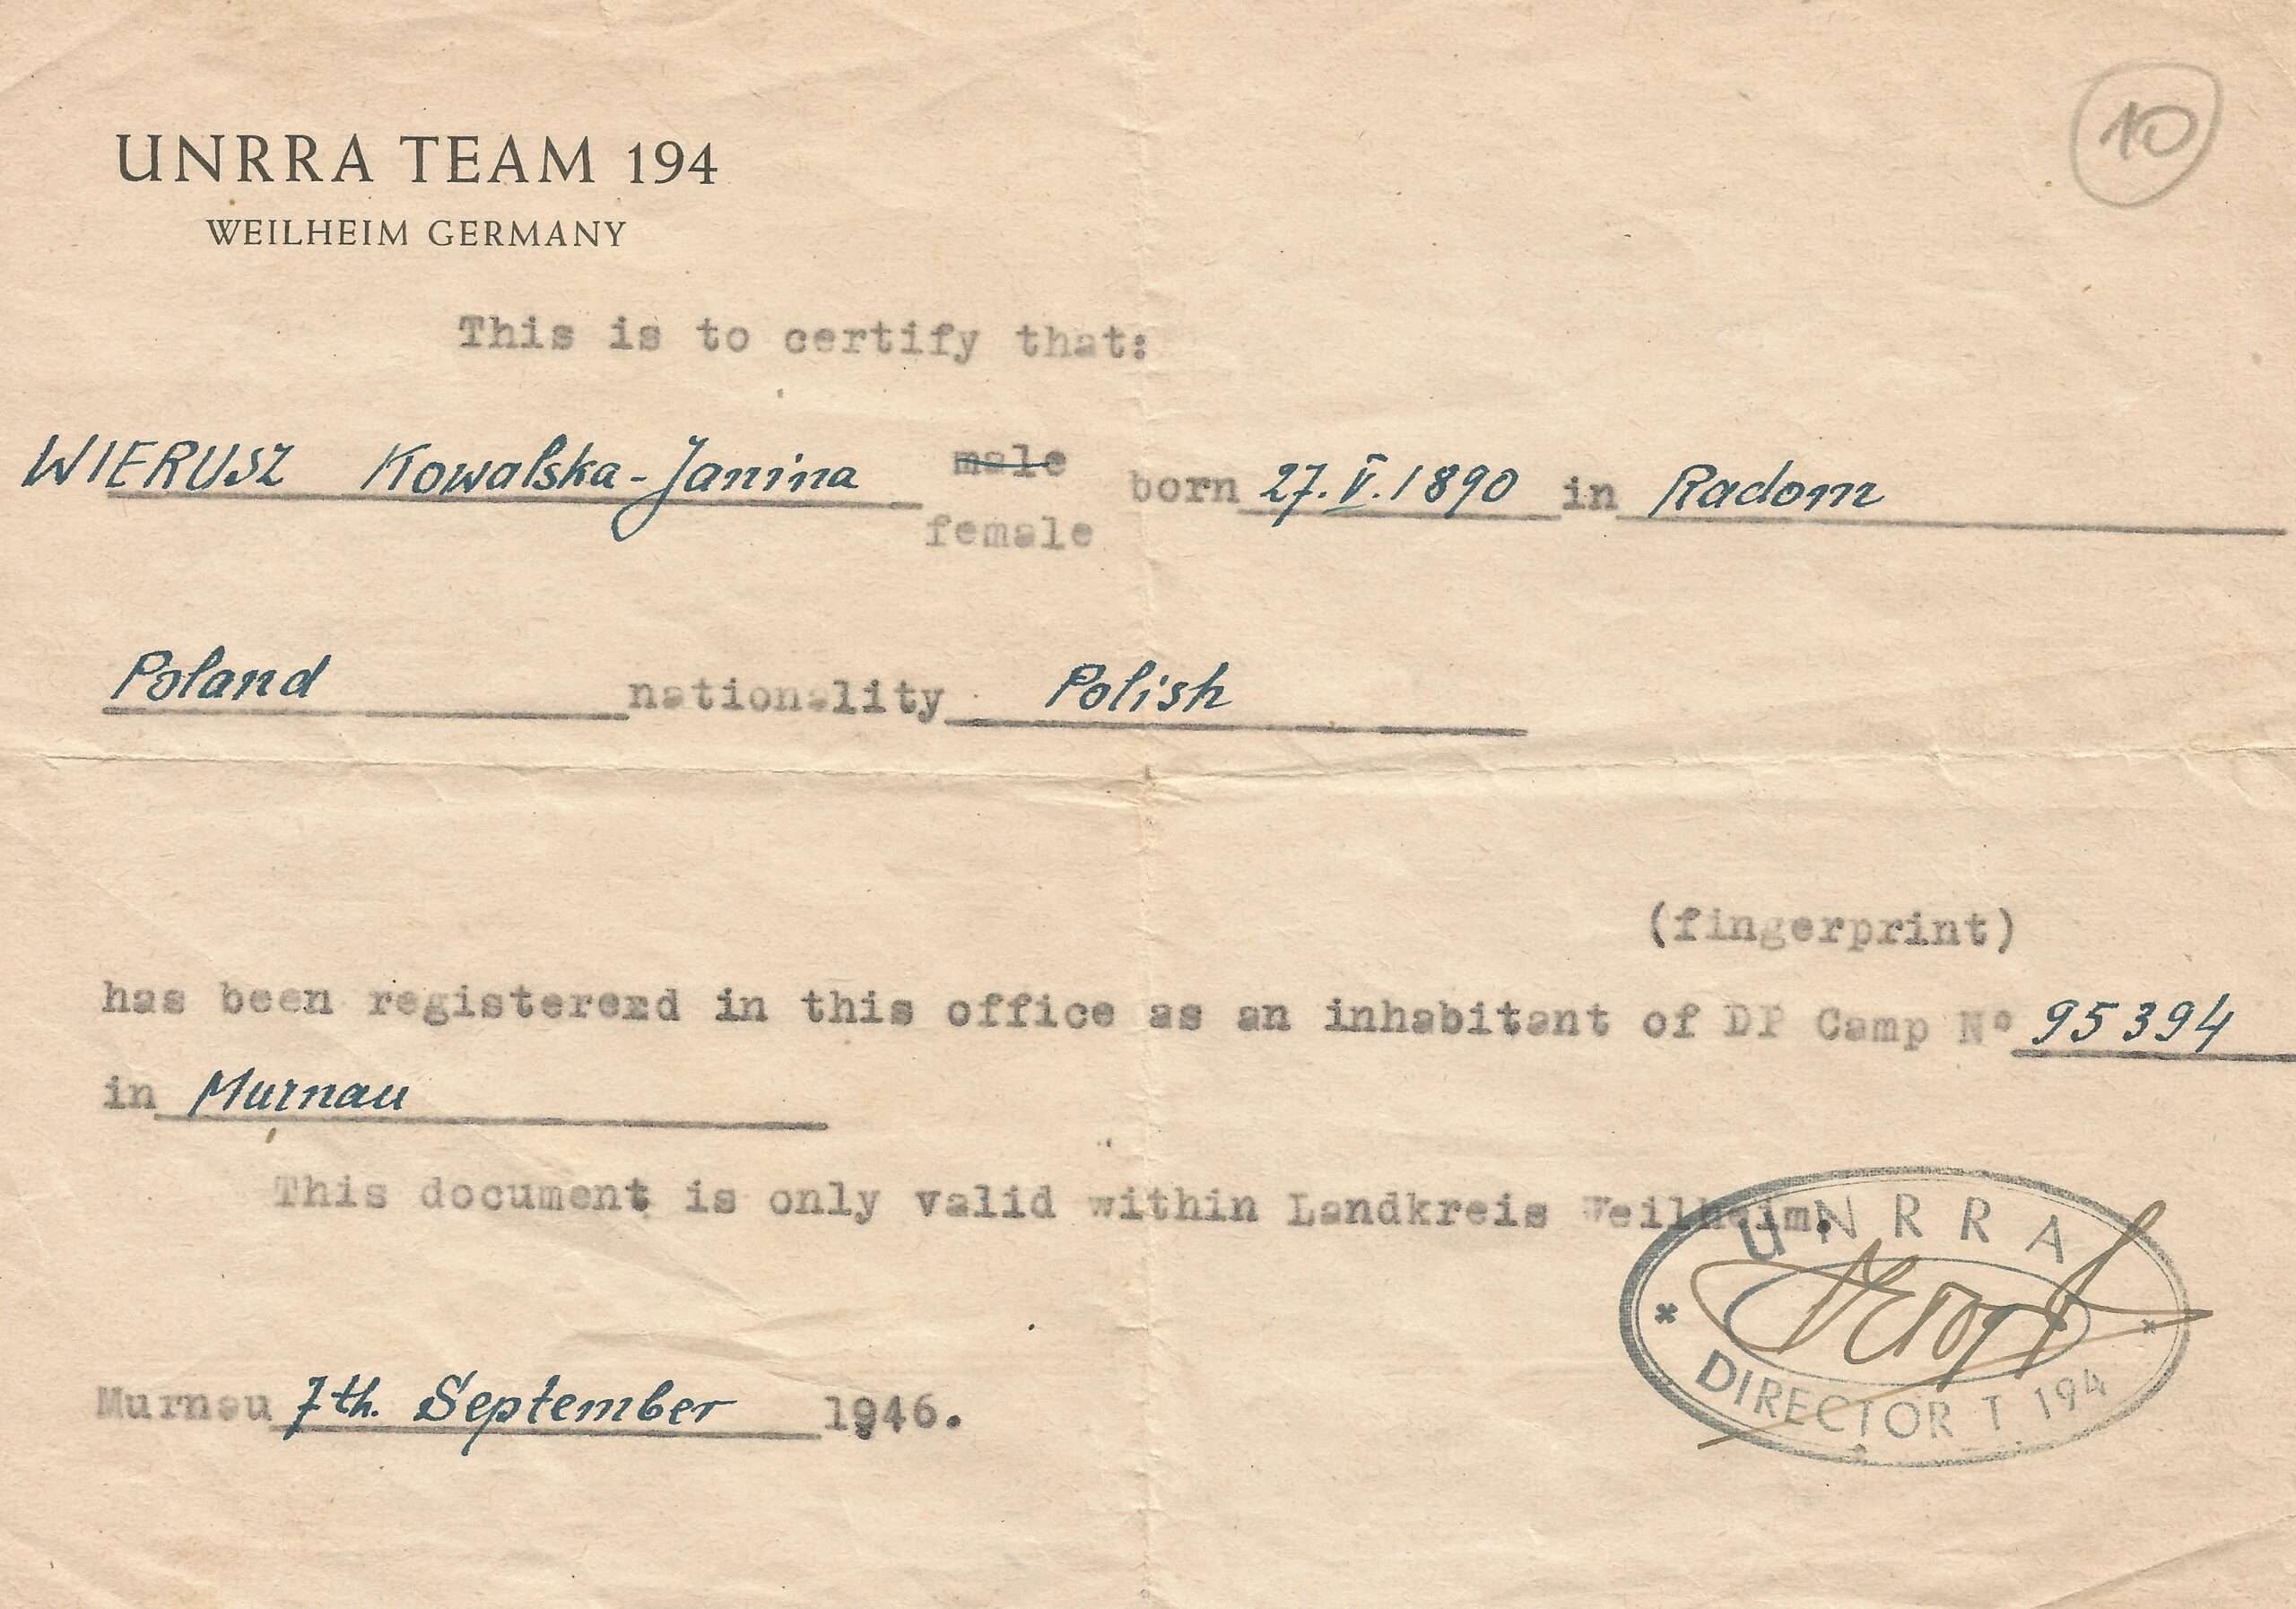 10
UNRRA TEAM 194
WEILHEIM GERMANY
This is to certify that:
WIERUSZ Kowalska-Janina male born 27.V.1890 in Radom
female
Poland nationality Polish
(fingerprint)
has been registererd in this office as an inhabitant of DP Camp Nº 95394
in Murnau
This document is only valid within Landkreis Weilheim.
UNRRA
DIRECTOR T 194
Murnau 7th. September 1946.